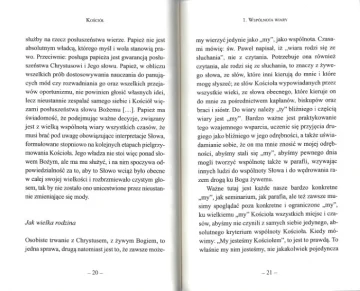 Kościół
służby na rzecz posłuszeństwa wierze. Papież nie jest
absolutnym władcą, którego myśl i wola stanowią pra-
wo. Przeciwnie: posługa papieża jest gwarancją posłu-
szeństwa Chrystusowi i Jego słowu. Papież, w obliczu
wszelkich prób dostosowywania nauczania do panują-
cych mód czy rozwadniania go oraz wszelkich przeja-
wów oportunizmu, nie powinien głosić własnych idei,
lecz nieustannie zespalać samego siebie i Kościół wię-
zami posłuszeństwa słowu Bożemu […]. Papież ma
świadomość, że podejmując ważne decyzje, związany
jest z wielką wspólnotą wiary wszystkich czasów, że
musi brać pod uwagę obowiązujące interpretacje Słowa,
formułowane stopniowo na kolejnych etapach pielgrzy-
mowania Kościoła. Jego władza nie stoi więc ponad sło-
wem Bożym, ale ma mu służyć, i na nim spoczywa od-
powiedzialność za to, aby to Słowo wciąż było obecne
w całej swojej wielkości i rozbrzmiewało czystym gło-
sem, tak by nie zostało ono unicestwione przez nieustan-
nie zmieniające się mody.
Jak wielka rodzina
Osobiste trwanie z Chrystusem, z żywym Bogiem, to
jedna sprawa, drugą natomiast jest to, że zawsze może-
– 20 –
1. Wspólnota wiary
my wierzyć jedynie jako „my”, jako wspólnota. Czasa-
mi mówię: św. Paweł napisał, iż „wiara rodzi się ze
słuchania”, nie z czytania. Potrzebuje ona również
czytania, ale rodzi się ze słuchania, to znaczy z żywe-
go słowa, ze słów, które inni kierują do mnie i które
mogę słyszeć; ze słów Kościoła wypowiadanych przez
wszystkie wieki, ze słowa obecnego, które kieruje on
do mnie za pośrednictwem kapłanów, biskupów oraz
braci i sióstr. Do wiary należy „ty” bliźniego i częścią
wiary jest „my”. Bardzo ważne jest praktykowanie
tego wzajemnego wsparcia, uczenie się przyjmowania dru-
giego jako bliźniego w jego odrębności, a także uświa-
damianie sobie, że on ma mnie znosić w mojej odręb-
ności, abyśmy stali się „my”, abyśmy pewnego dnia
mogli tworzyć wspólnotę także w parafii, wzywając
innych ludzi do wspólnoty Słowa i do wędrowania ra-
zem drogą ku żywemu Bogu.
Ważne tutaj jest każde nasze bardzo konkretne
„my”, jak seminarium, jak parafia, ale też zawsze mu-
simy spoglądać poza konkretne i ograniczone „my”,
ku wielkiemu „my” Kościoła wszystkich miejsc i cza-
sów, abyśmy nie czynili z samych siebie jedynego, ab-
solutnego kryterium wspólnoty Kościoła. Kiedy mó-
wimy: „My jesteśmy Kościołem”, to jest to prawdą. To
właśnie my nim jesteśmy, nie jakakolwiek pojedyncza
– 21 –